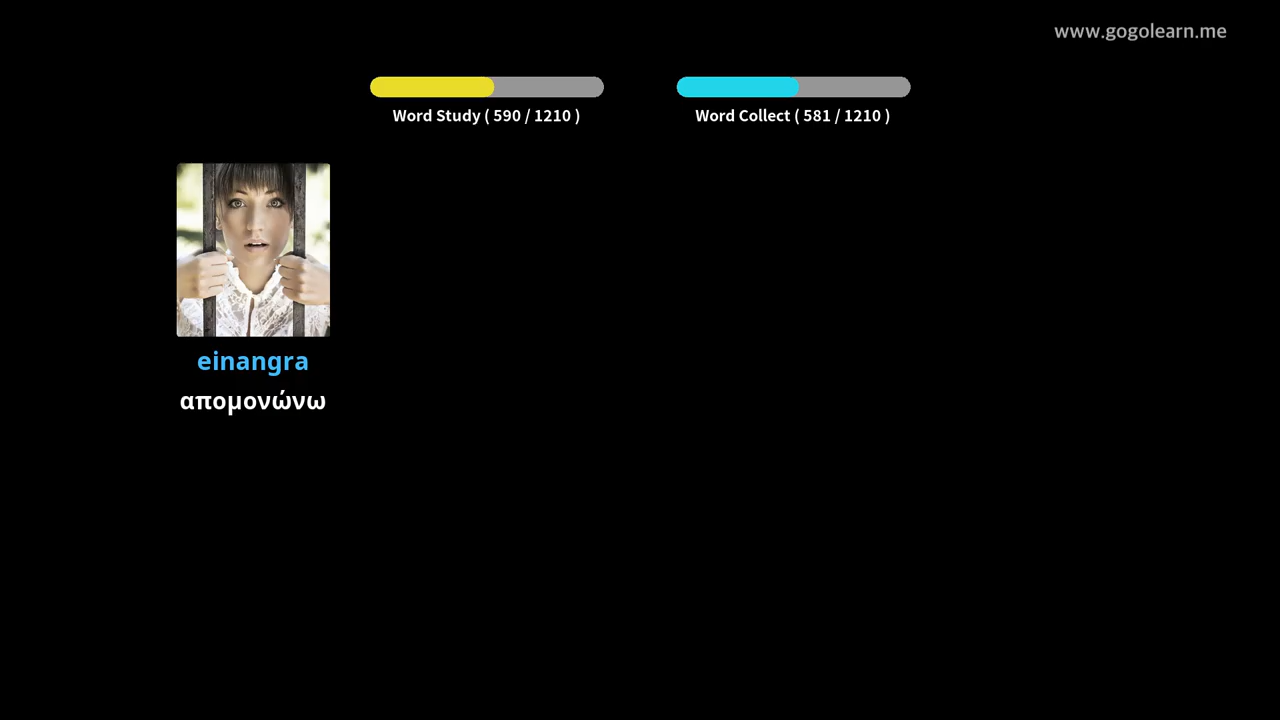 www.gogolearn.me
Word Study ( 590 / 1210 )
Word Collect ( 581 / 1210 )
einangra
απομονώνω